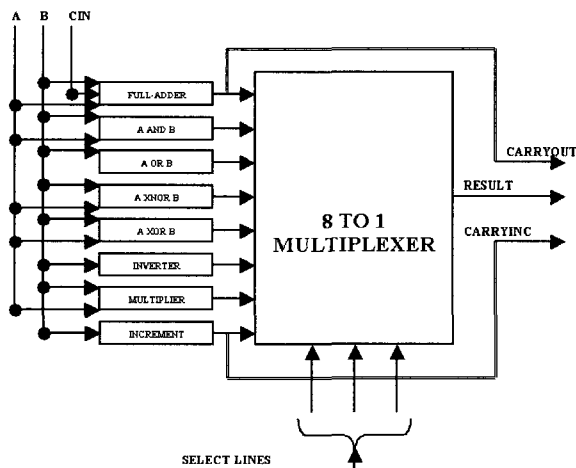 A B CIN
FULL-ADDER
A AND B
A OR B
A XNOR B
A XOR B
INVERTER
MULTIPLIER
INCREMENT
8 TO 1
MULTIPLEXER
CARRYOUT
RESULT
CARRYINC
SELECT LINES